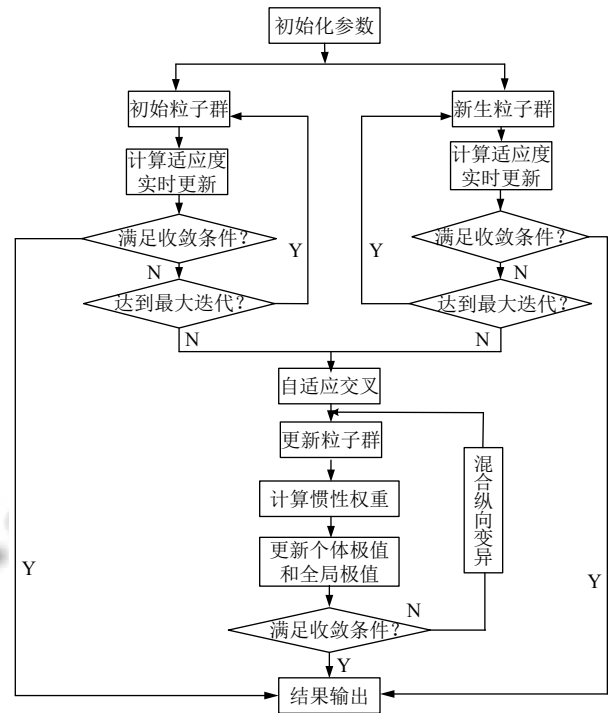 初始化参数
初始粒子群
新生粒子群
计算适应度
实时更新
计算适应度
实时更新
满足收敛条件?
满足收敛条件?
Y
Y
N
N
达到最大迭代?
达到最大迭代?
N
N
自适应交叉
更新粒子群
混合纵向变异
计算惯性权重
更新个体极值
和全局极值
Y
Y
N
满足收敛条件?
Y
结果输出